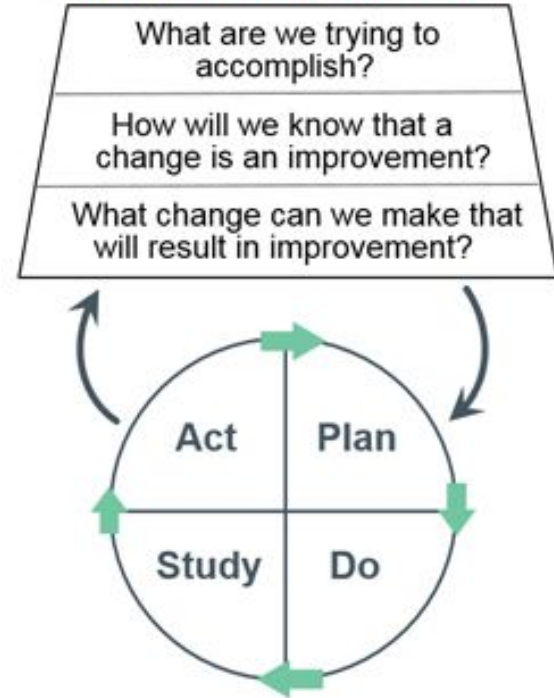 What are we trying to
accomplish?
How will we know that a
change is an improvement?
What change can we make that
will result in improvement?
Act
Plan
Study
Do